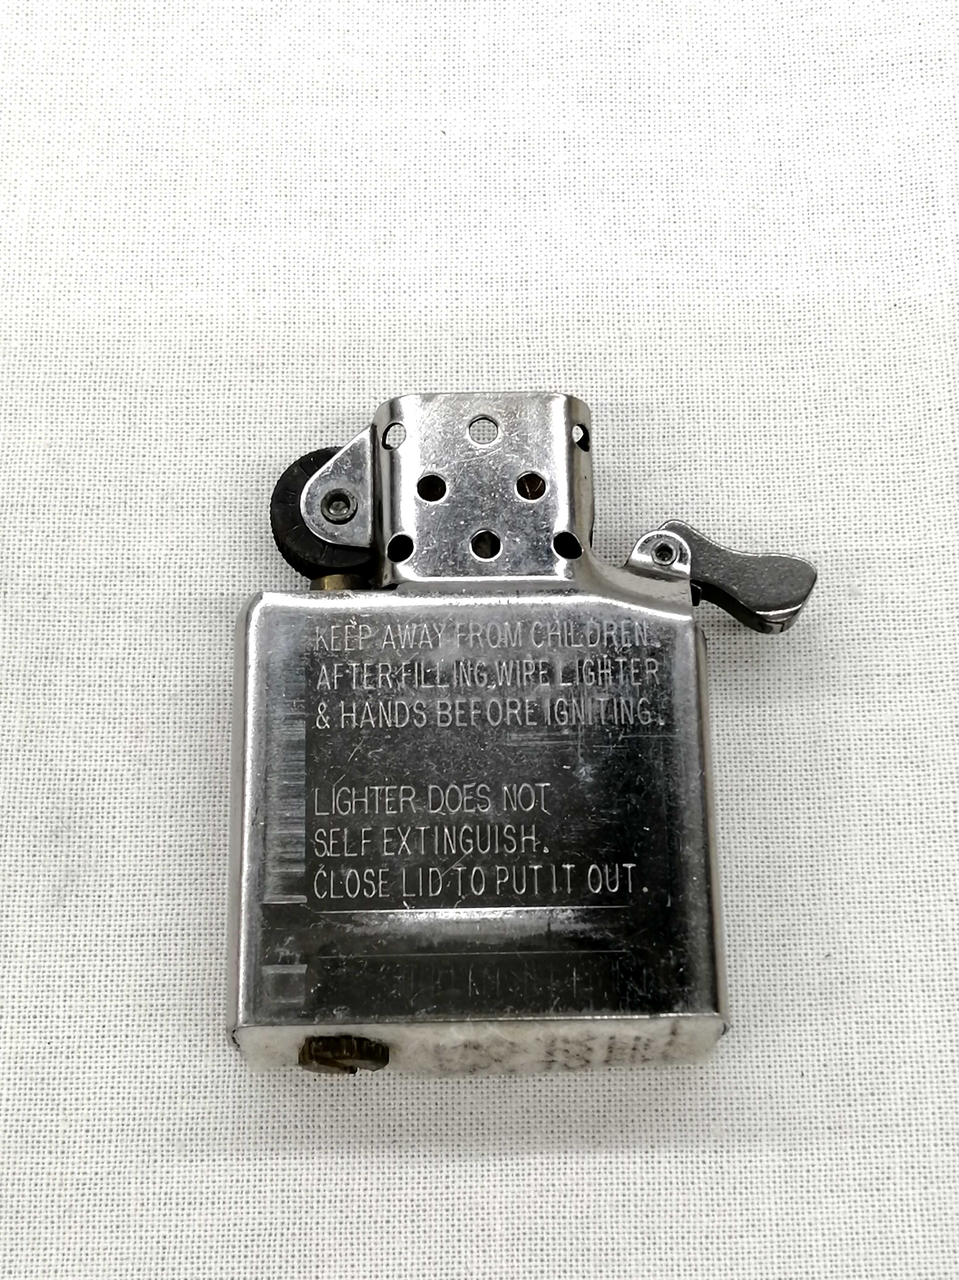 KEEP AWAY FROM CHILDREN.
AFTER FILLING, WIPE LIGHTER
& HANDS BEFORE IGNITING.
LIGHTER DOES NOT
SELF EXTINGUISH.
CLOSE LID TO PUT IT OUT.